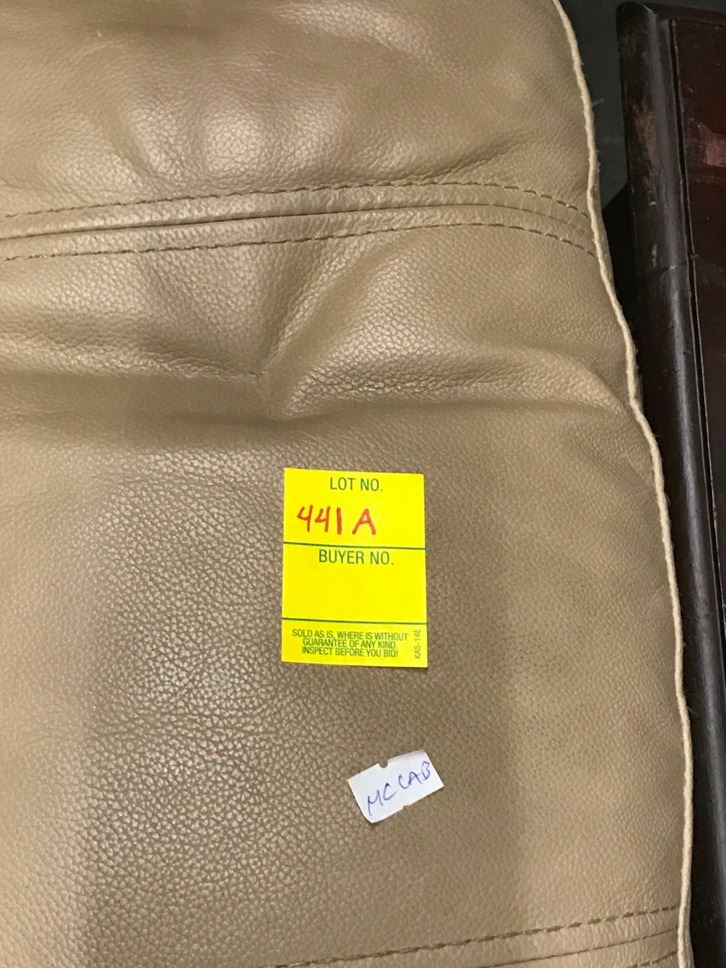 LOT NO.
441A
BUYER NO.
SOLD AS IS, WHERE IS WITHOUT
GUARANTEE OF ANY KIND.
INSPECT BEFORE YOU BID!
KAS-14E
MCCAB